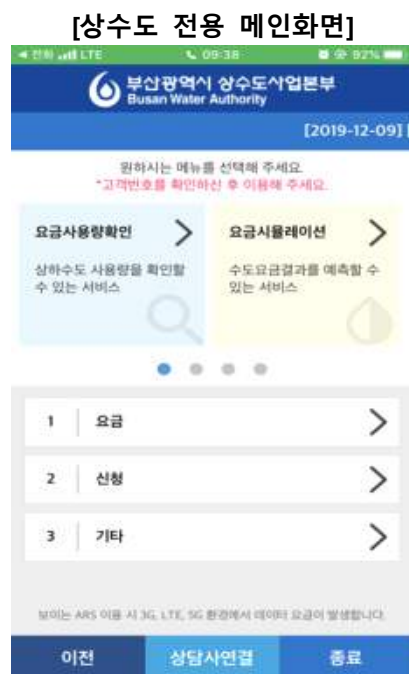 [상수도 전용 메인화면]
전화 LTE 09:38 92%
부산광역시 상수도사업본부
Busan Water Authority
[2019-12-09]
원하시는 메뉴를 선택해 주세요.
*고객번호를 확인하신 후 이용해 주세요.
요금사용량확인
상하수도 사용량을 확인할
수 있는 서비스
요금시뮬레이션
수도요금결과를 예측할 수
있는 서비스
1 요금
2 신청
3 기타
보이는 ARS 이용 시 3G, LTE, 5G 환경에서 데이터 요금이 발생합니다.
이전 상담사연결 종료